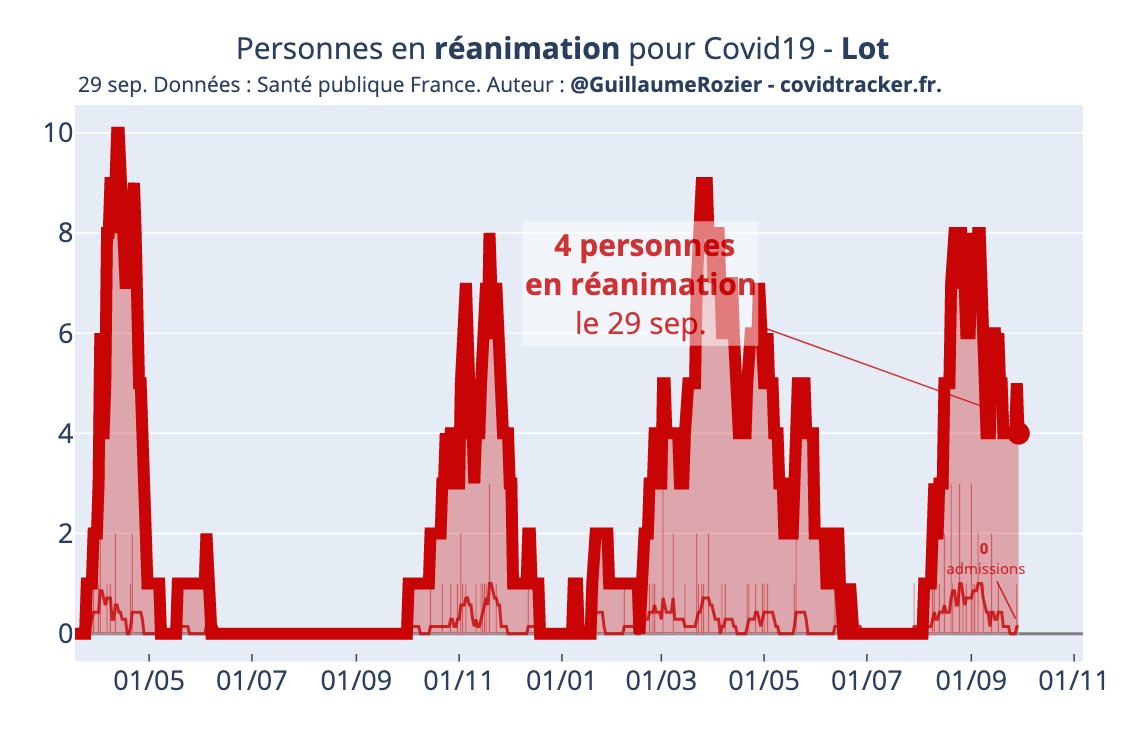 Personnes en réanimation pour Covid19 - Lot
29 sep. Données : Santé publique France. Auteur : @GuillaumeRozier - covidtracker.fr.
10
8
6
4
2
0
4 personnes
en réanimation
le 29 sep.
0
admissions
01/05 01/07 01/09 01/11 01/01 01/03 01/05 01/07 01/09 01/11